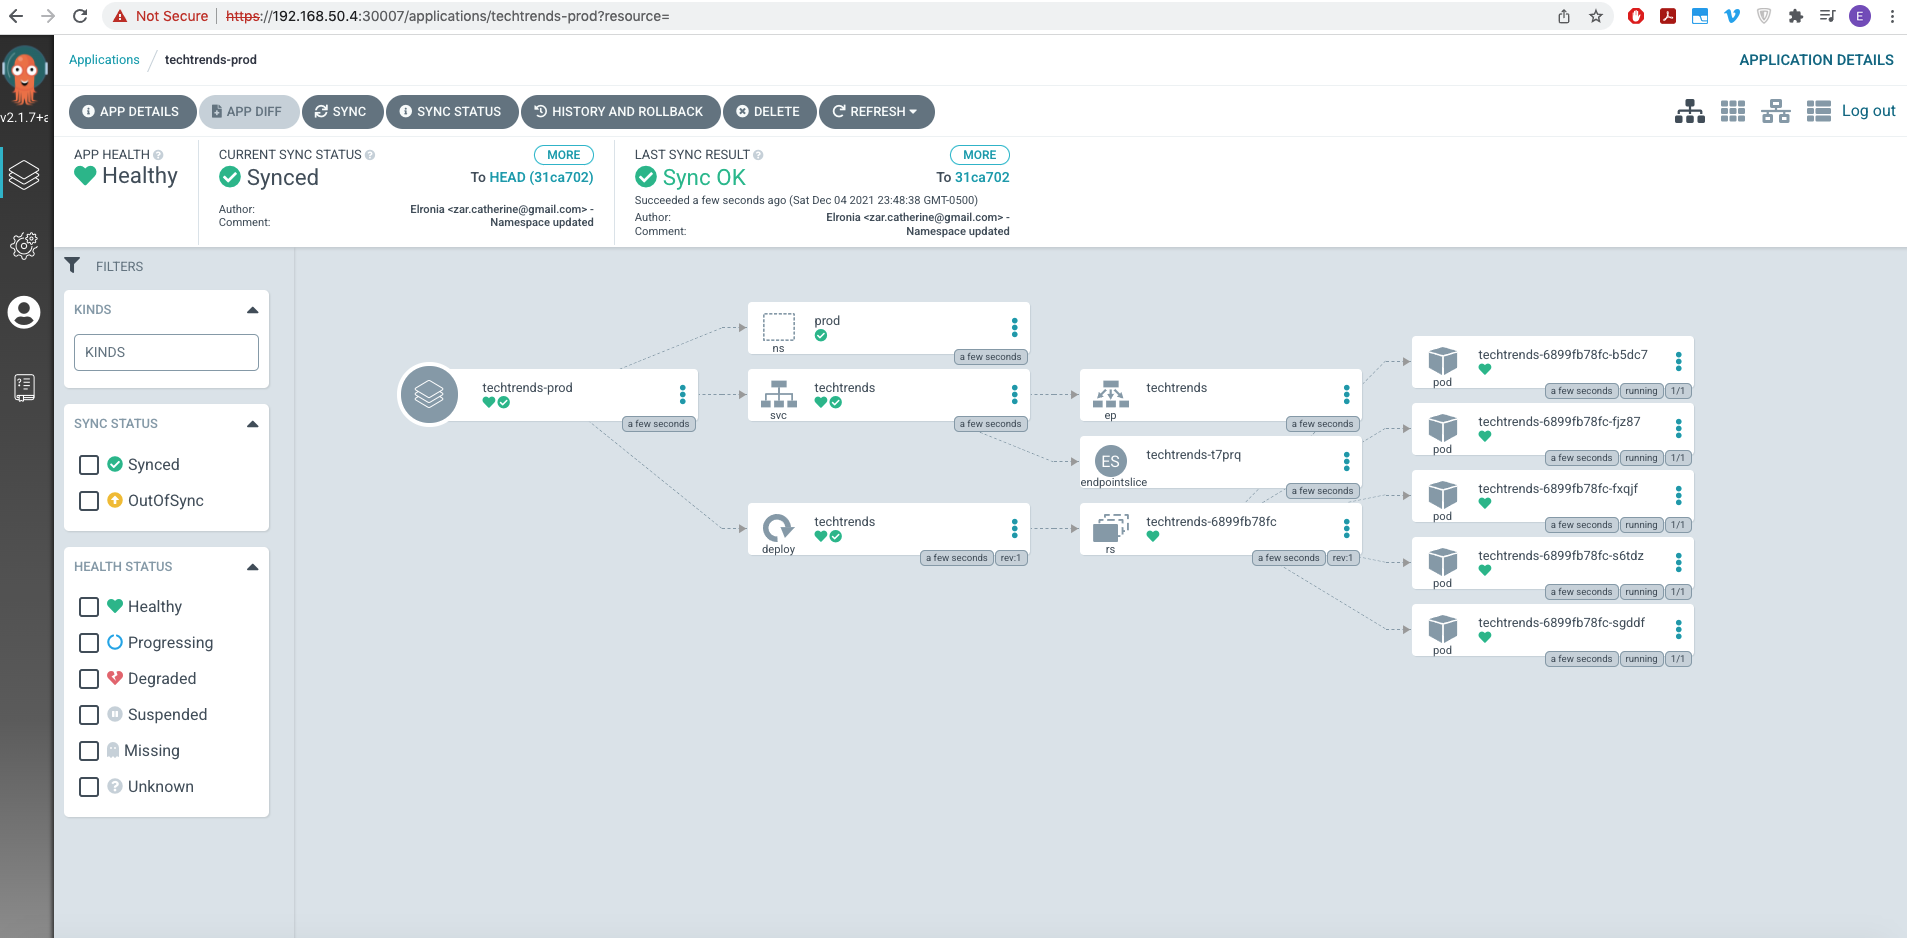 Not Secure | https://192.168.50.4:30007/applications/techtrends-prod?resource=
E
v2.1.7+a
Applications / techtrends-prod
APPLICATION DETAILS
APP DETAILS APP DIFF SYNC SYNC STATUS HISTORY AND ROLLBACK DELETE REFRESH
Log out
APP HEALTH
Healthy
CURRENT SYNC STATUS MORE
Synced To HEAD (31ca702)
Author: Elronia <zar.catherine@gmail.com> -
Comment: Namespace updated
LAST SYNC RESULT MORE
Sync OK To 31ca702
Succeeded a few seconds ago (Sat Dec 04 2021 23:48:38 GMT-0500)
Author: Elronia <zar.catherine@gmail.com> -
Comment: Namespace updated
FILTERS
KINDS
KINDS
SYNC STATUS
Synced
OutOfSync
HEALTH STATUS
Healthy
Progressing
Degraded
Suspended
Missing
Unknown
techtrends-prod
a few seconds
prod
ns
a few seconds
techtrends
svc
a few seconds
techtrends
deploy
a few seconds rev:1
techtrends
ep
a few seconds
ES
techtrends-t7prq
endpointslice
a few seconds
techtrends-6899fb78fc
rs
a few seconds rev:1
techtrends-6899fb78fc-b5dc7
pod
a few seconds running 1/1
techtrends-6899fb78fc-fjz87
pod
a few seconds running 1/1
techtrends-6899fb78fc-fxqjf
pod
a few seconds running 1/1
techtrends-6899fb78fc-s6tdz
pod
a few seconds running 1/1
techtrends-6899fb78fc-sgddf
pod
a few seconds running 1/1